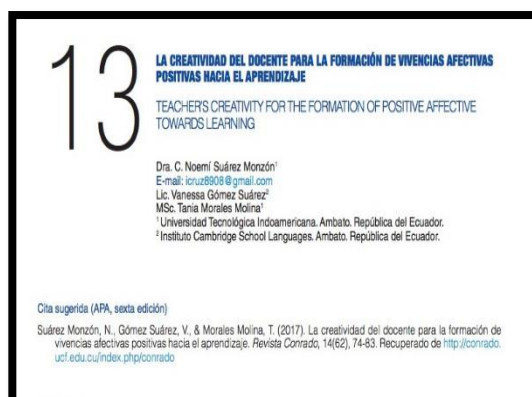 13
LA CREATIVIDAD DEL DOCENTE PARA LA FORMACIÓN DE VIVENCIAS AFECTIVAS
POSITIVAS HACIA EL APRENDIZAJE
TEACHER'S CREATIVITY FOR THE FORMATION OF POSITIVE AFFECTIVE
TOWARDS LEARNING
Dra. C. Noemí Suárez Monzón¹
E-mail: icruz8908@gmail.com
Lic. Vanessa Gómez Suárez²
MSc. Tania Morales Molina¹
¹ Universidad Tecnológica Indoamericana. Ambato. República del Ecuador.
² Instituto Cambridge School Languages. Ambato. República del Ecuador.
Cita sugerida (APA, sexta edición)
Suárez Monzón, N., Gómez Suárez, V., & Morales Molina, T. (2017). La creatividad del docente para la formación de
vivencias afectivas positivas hacia el aprendizaje. Revista Conrado, 14(62), 74-83. Recuperado de http://conrado.
ucf.edu.cu/index.php/conrado